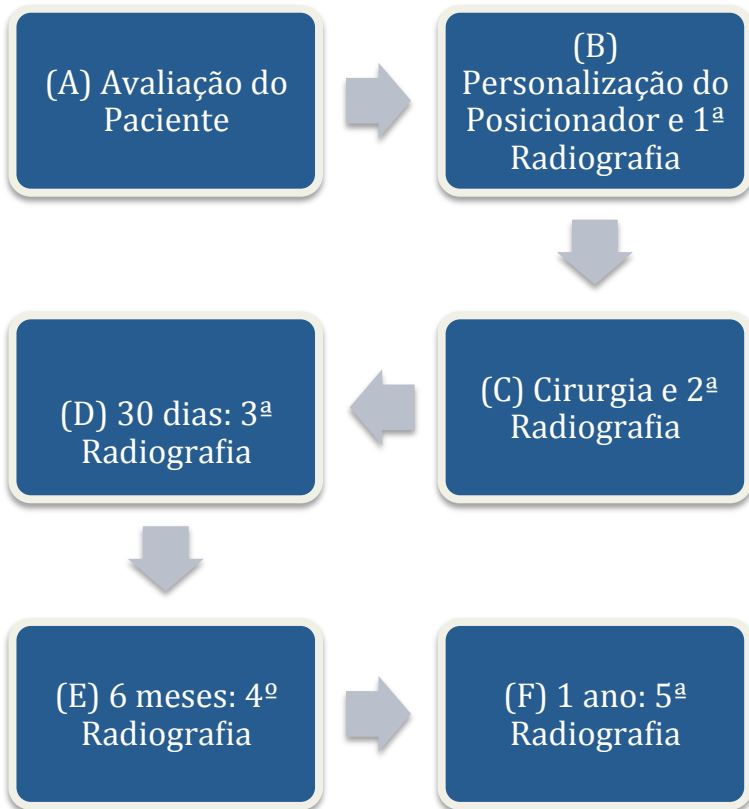 (A) Avaliação do
Paciente
(B)
Personalização do
Posicionador e 1ª
Radiografia
(C) Cirurgia e 2ª
Radiografia
(D) 30 dias: 3ª
Radiografia
(E) 6 meses: 4º
Radiografia
(F) 1 ano: 5ª
Radiografia